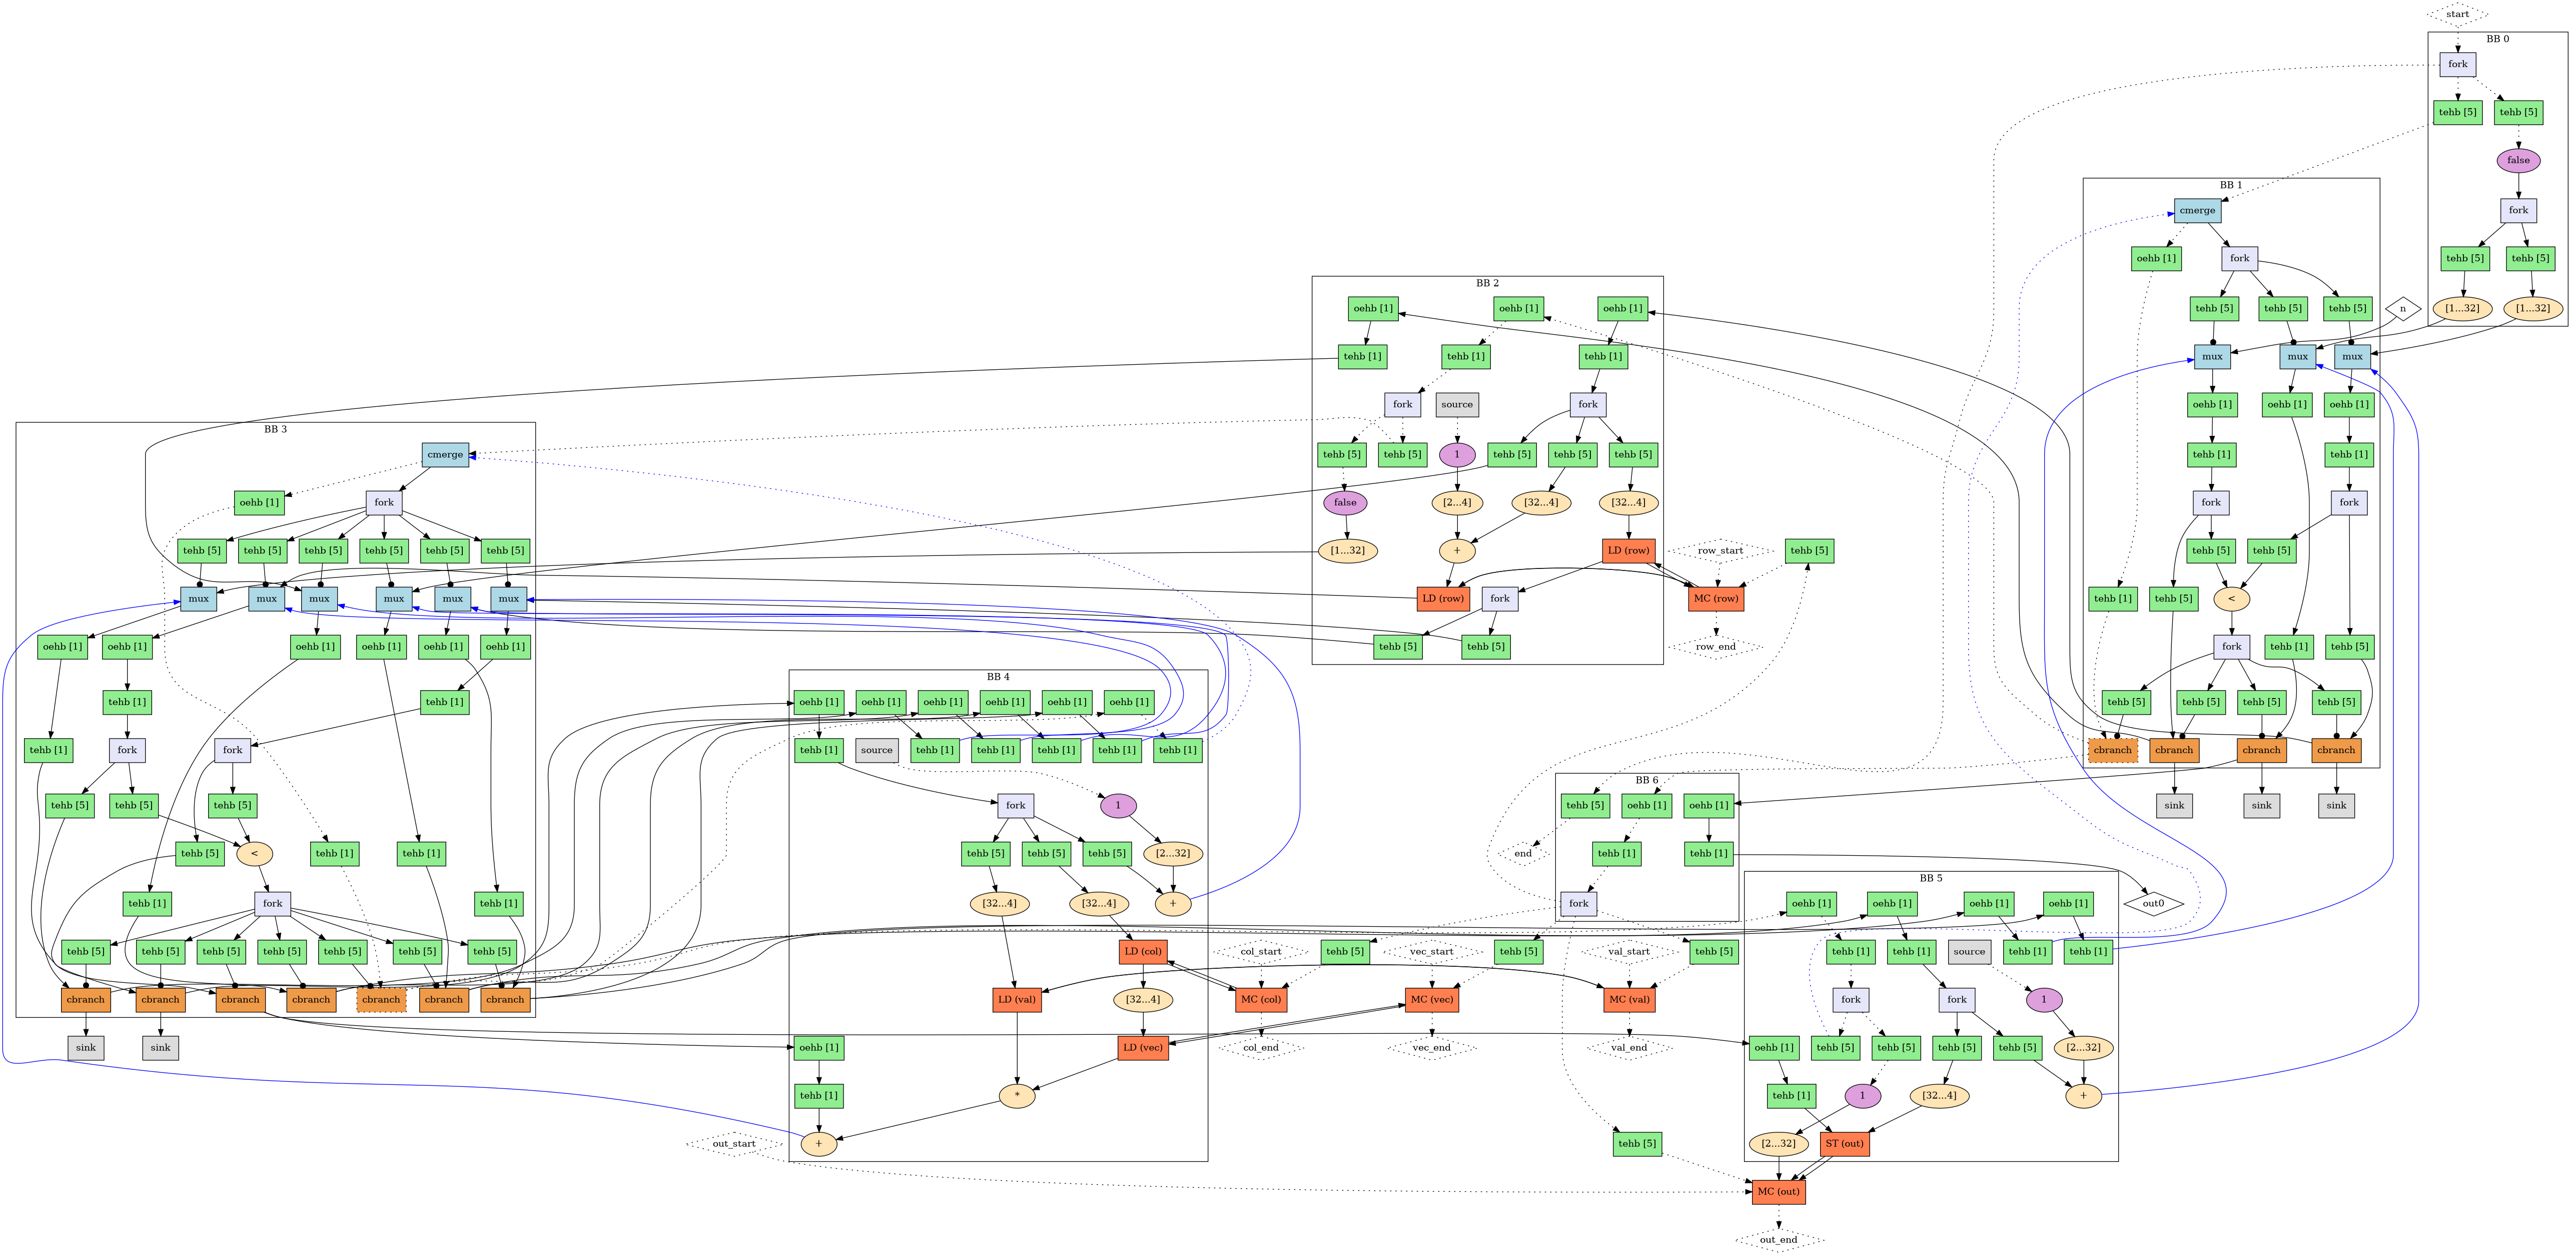 start
BB 0
fork
tehb [5] tehb [5]
false
fork
tehb [5] tehb [5]
[1...32] [1...32]
BB 1
cmerge
oehb [1] fork
tehb [5] tehb [5] tehb [5]
n
mux mux mux
oehb [1] oehb [1] oehb [1]
tehb [1] tehb [1]
fork fork
tehb [5] tehb [5]
tehb [1] tehb [5] <
fork tehb [1] tehb [5]
tehb [5] tehb [5] tehb [5] tehb [5]
cbranch cbranch cbranch cbranch
sink sink sink
BB 2
oehb [1] oehb [1] oehb [1]
tehb [1] tehb [1] tehb [1]
fork source fork
tehb [5] tehb [5] 1 tehb [5] tehb [5] tehb [5]
false [2...4] [32...4] [32...4]
[1...32] + LD (row)
LD (row) fork
tehb [5] tehb [5]
row_start tehb [5]
MC (row)
row_end
BB 3
cmerge
oehb [1] fork
tehb [5] tehb [5] tehb [5] tehb [5] tehb [5] tehb [5]
mux mux mux mux mux mux
oehb [1] oehb [1] oehb [1] oehb [1] oehb [1] oehb [1]
tehb [1] tehb [1]
tehb [1] fork fork
tehb [5] tehb [5] tehb [5]
tehb [5] < tehb [1] tehb [1]
tehb [1] fork tehb [1]
tehb [5] tehb [5] tehb [5] tehb [5] tehb [5] tehb [5] tehb [5]
cbranch cbranch cbranch cbranch cbranch cbranch cbranch
sink sink
BB 4
oehb [1] oehb [1] oehb [1] oehb [1] oehb [1] oehb [1]
tehb [1] source tehb [1] tehb [1] tehb [1] tehb [1] tehb [1]
fork 1
tehb [5] tehb [5] tehb [5] [2...32]
[32...4] [32...4] +
LD (col)
LD (val) [32...4]
oehb [1] LD (vec)
tehb [1] *
+
out_start
col_start tehb [5] vec_start tehb [5] val_start tehb [5]
MC (col) MC (vec) MC (val)
col_end vec_end val_end
BB 6
tehb [5] oehb [1] oehb [1]
end tehb [1] tehb [1]
fork
out0
BB 5
oehb [1] oehb [1] oehb [1] oehb [1]
tehb [1] tehb [1] source tehb [1] tehb [1]
fork fork 1
oehb [1] tehb [5] tehb [5] tehb [5] tehb [5] [2...32]
tehb [1] 1 [32...4] +
[2...32] ST (out)
tehb [5]
MC (out)
out_end